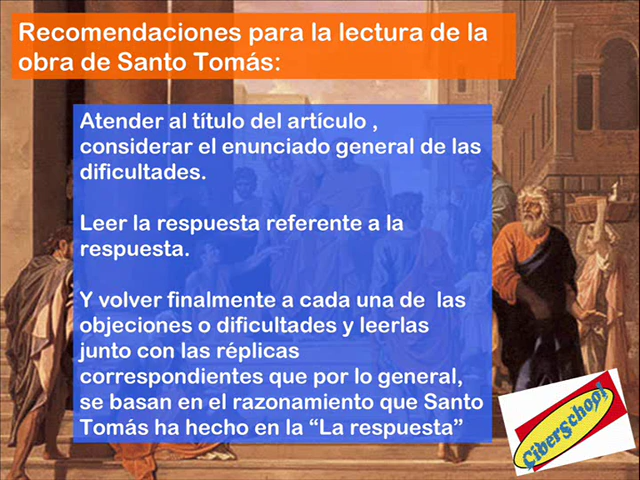 Recomendaciones para la lectura de la
obra de Santo Tomás:
Atender al título del artículo ,
considerar el enunciado general de las
dificultades.
Leer la respuesta referente a la
respuesta.
Y volver finalmente a cada una de las
objeciones o dificultades y leerlas
junto con las réplicas
correspondientes que por lo general,
se basan en el razonamiento que Santo
Tomás ha hecho en la “La respuesta”
CiberSchool